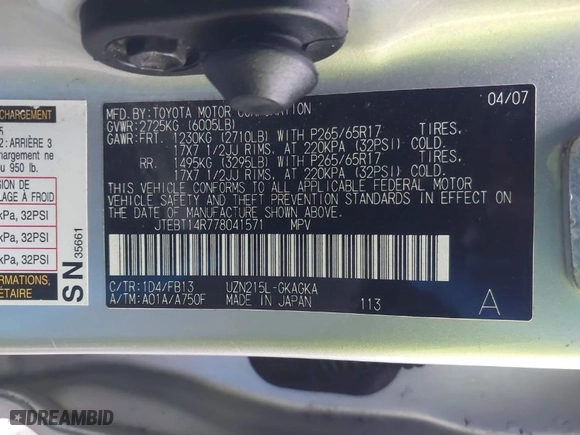 CHARGEMENT
5
2: ARRIÈRE 3
hargement ne
u 950 lb.
SION DE
LAGE À FROID
kPa, 32PSI
kPa, 32PSI
kPa, 32PSI
ORMATIONS,
ÉTAIRE
SN 35661
MFD. BY: TOYOTA MOTOR CORPORATION 04/07
GVWR: 2725KG (6005LB)
GAWR: FRT. 1230KG (2710LB) WITH P265/65R17 TIRES,
17X7 1/2JJ RIMS, AT 220KPA (32PSI) COLD.
RR. 1495KG (3295LB) WITH P265/65R17 TIRES,
17X7 1/2JJ RIMS, AT 220KPA (32PSI) COLD.
THIS VEHICLE CONFORMS TO ALL APPLICABLE FEDERAL MOTOR
VEHICLE SAFETY AND THEFT PREVENTION STANDARDS IN EFFECT
ON THE DATE OF MANUFACTURE SHOWN ABOVE.
JTEBT14R778041571 MPV
C/TR: 1D4/FB13 UZN215L-GKAGKA
A/TM: A01A/A750F MADE IN JAPAN 113 A
DREAMBID